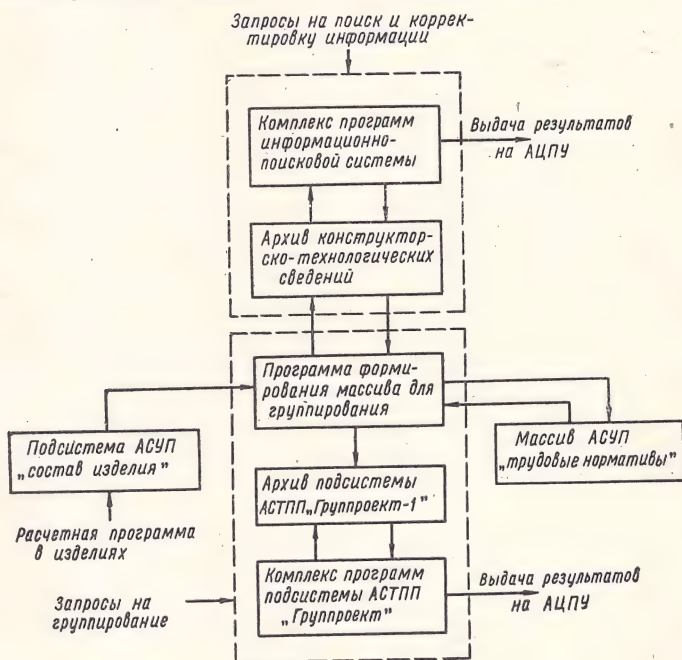 Запросы на поиск и коррек-
тировку информации
Комплекс программ
информационно-
поисковой системы
Выдача результатов
на АЦПУ
Архив конструктор-
ско-технологических
сведений
Программа форми-
рования массива для
группирования
Подсистема АСУП
„состав изделия"
Массив АСУП
„трудовые нормативы"
Архив подсистемы
АСТПП „Группроект-1"
Расчетная программа
в изделиях
Комплекс программ
подсистемы АСТПП
„Группроект"
Выдача результатов
на АЦПУ
Запросы на
группирование